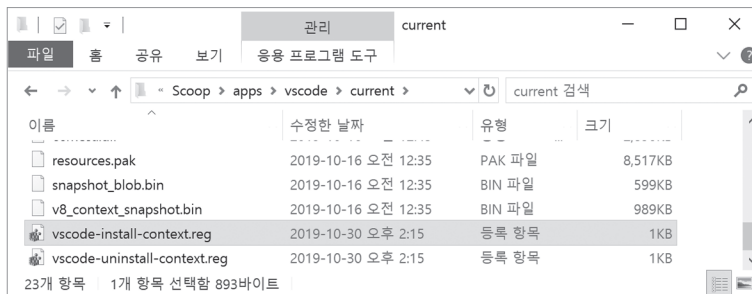 관리 current
파일 홈 공유 보기 응용 프로그램 도구
« Scoop > apps > vscode > current > current 검색
이름 수정한 날짜 유형 크기
resources.pak 2019-10-16 오전 12:35 PAK 파일 8,517KB
snapshot_blob.bin 2019-10-16 오전 12:35 BIN 파일 599KB
v8_context_snapshot.bin 2019-10-16 오전 12:35 BIN 파일 989KB
vscode-install-context.reg 2019-10-30 오후 2:15 등록 항목 1KB
vscode-uninstall-context.reg 2019-10-30 오후 2:15 등록 항목 1KB
23개 항목 1개 항목 선택함 893바이트